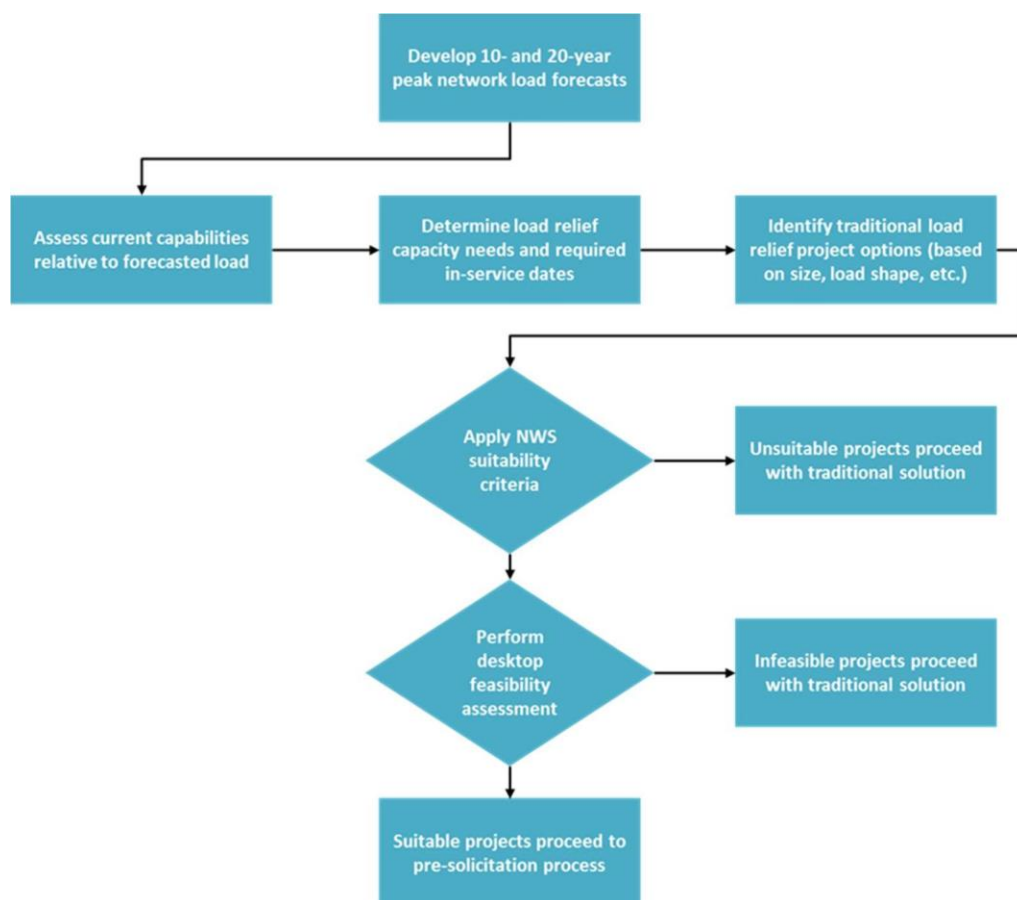 Develop 10- and 20-year
peak network load forecasts
Assess current capabilities
relative to forecasted load
Determine load relief
capacity needs and required
in-service dates
Identify traditional load
relief project options (based
on size, load shape, etc.)
Apply NWS
suitability
criteria
Unsuitable projects proceed
with traditional solution
Perform
desktop
feasibility
assessment
Infeasible projects proceed
with traditional solution
Suitable projects proceed to
pre-solicitation process